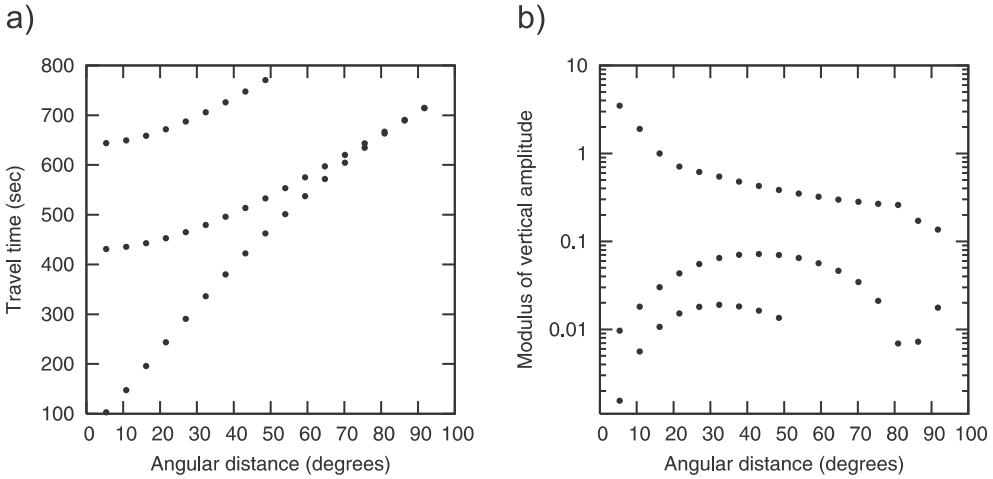 a)
800
700
600
500
400
300
200
100
Travel time (sec)
0 10 20 30 40 50 60 70 80 90 100
Angular distance (degrees)
b)
10
1
0.1
0.01
Modulus of vertical amplitude
0 10 20 30 40 50 60 70 80 90 100
Angular distance (degrees)